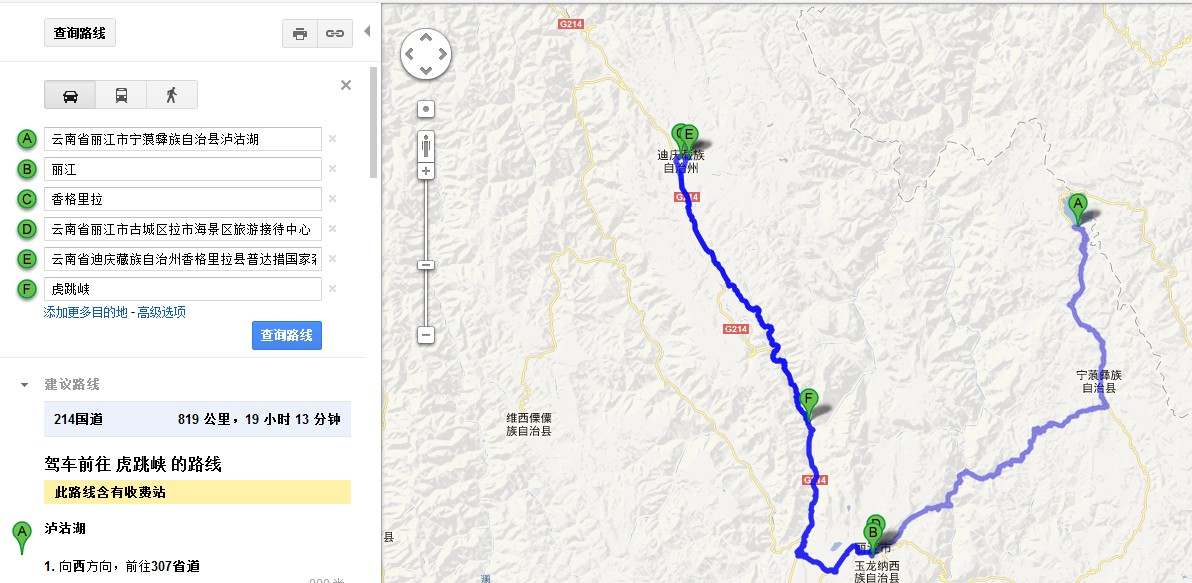 查询路线
A 云南省丽江市宁蒗彝族自治县泸沽湖
B 丽江
C 香格里拉
D 云南省丽江市古城区拉市海景区旅游接待中心
E 云南省迪庆藏族自治州香格里拉县普达措国家
F 虎跳峡
添加更多目的地 - 高级选项
查询路线
建议路线
214国道 819 公里，19 小时 13 分钟
驾车前往 虎跳峡 的路线
此路线含有收费站
A 泸沽湖
1. 向西方向，前往307省道
G214
E
迪庆藏族
自治州
G214
A
G214
宁蒗彝族
自治县
F
维西傈僳
族自治县
G214
D
B
丽江市
县
玉龙纳西
族自治县